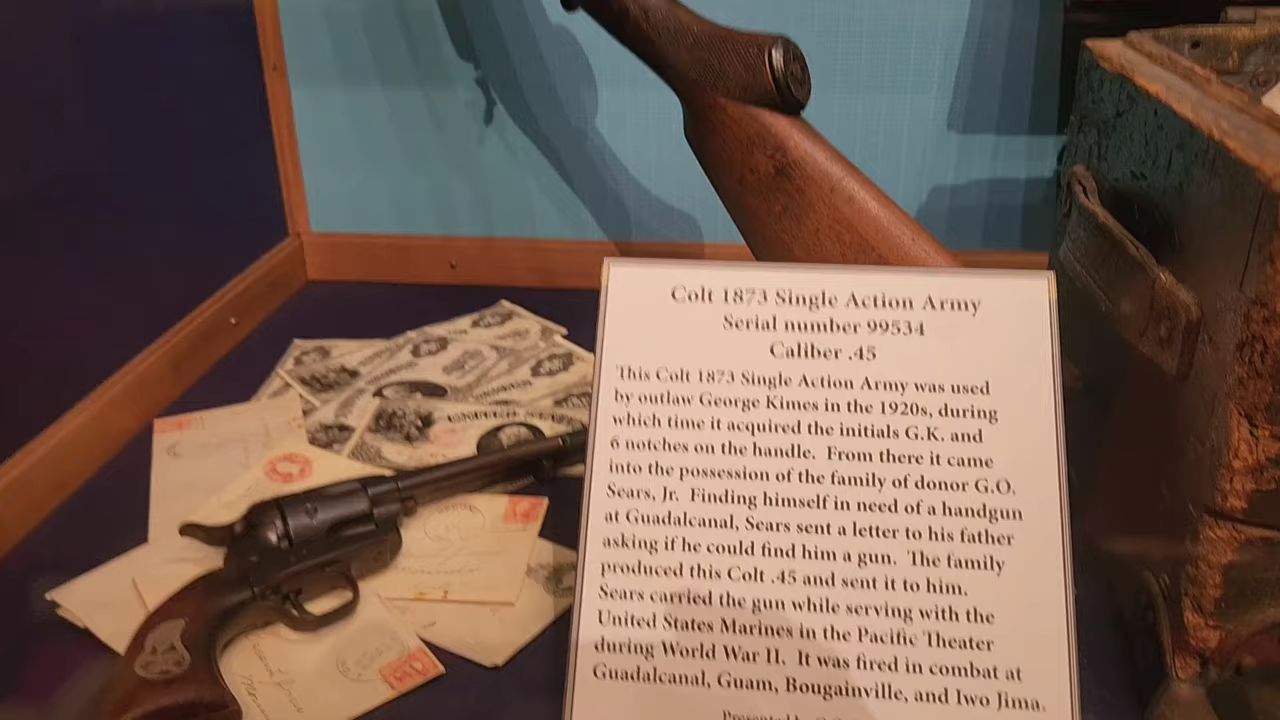 Colt 1873 Single Action Army
Serial number 99534
Caliber .45
This Colt 1873 Single Action Army was used
by outlaw George Kimes in the 1920s, during
which time it acquired the initials G.K. and
6 notches on the handle. From there it came
into the possession of the family of donor G.O.
Sears, Jr. Finding himself in need of a handgun
at Guadalcanal, Sears sent a letter to his father
asking if he could find him a gun. The family
produced this Colt .45 and sent it to him.
Sears carried the gun while serving with the
United States Marines in the Pacific Theater
during World War II. It was fired in combat at
Guadalcanal, Guam, Bougainville, and Iwo Jima.
Presented by